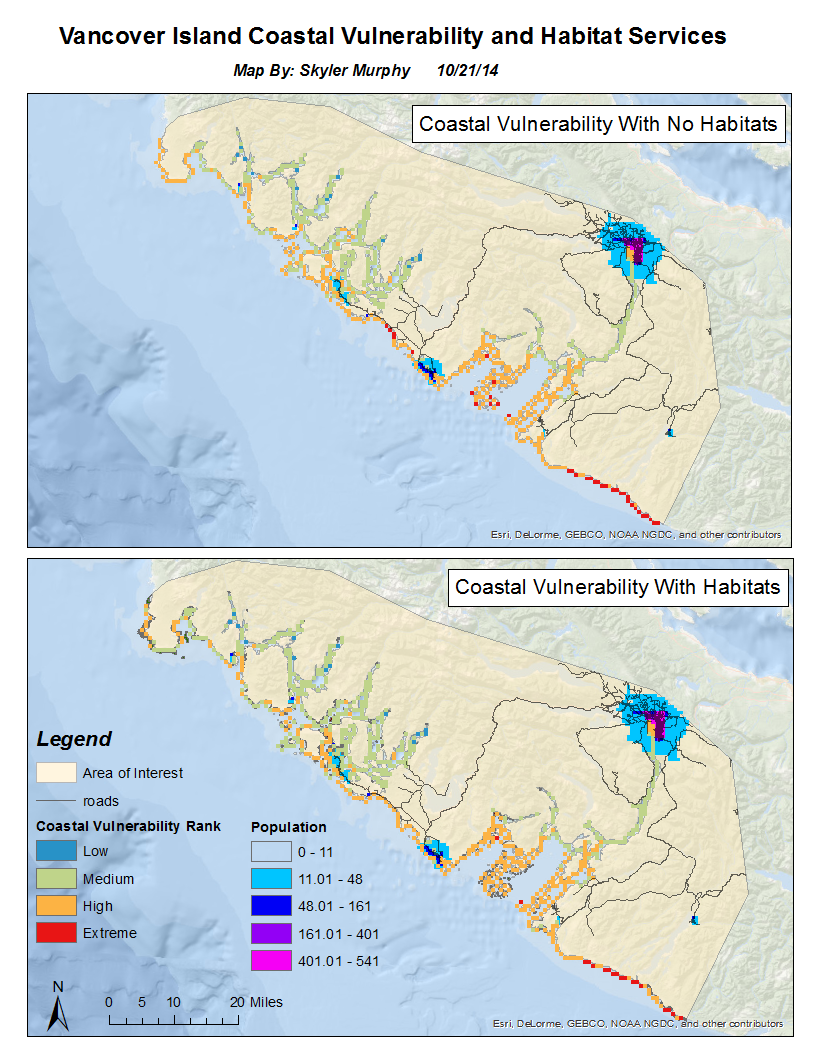 Vancover Island Coastal Vulnerability and Habitat Services
Map By: Skyler Murphy 10/21/14
Coastal Vulnerability With No Habitats
Esri, DeLorme, GEBCO, NOAA NGDC, and other contributors
Coastal Vulnerability With Habitats
Legend
Area of Interest
roads
Coastal Vulnerability Rank
Low
Medium
High
Extreme
Population
0 - 11
11.01 - 48
48.01 - 161
161.01 - 401
401.01 - 541
N
0 5 10 20 Miles
Esri, DeLorme, GEBCO, NOAA NGDC, and other contributors